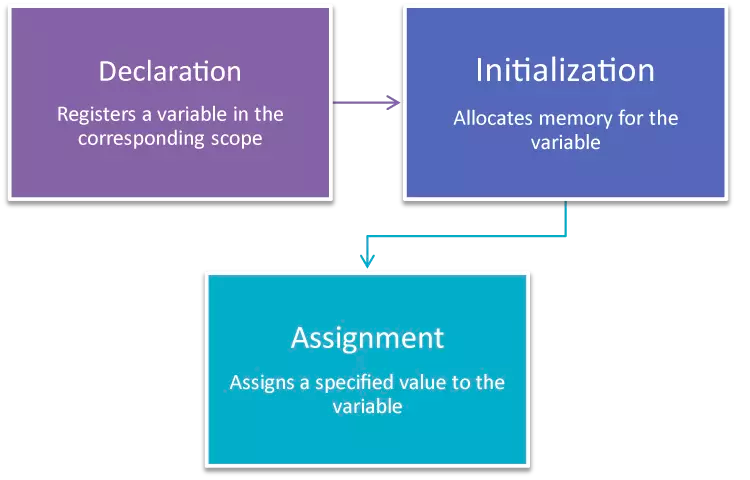 Declaration
Registers a variable in the
corresponding scope
Initialization
Allocates memory for the
variable
Assignment
Assigns a specified value to the
variable